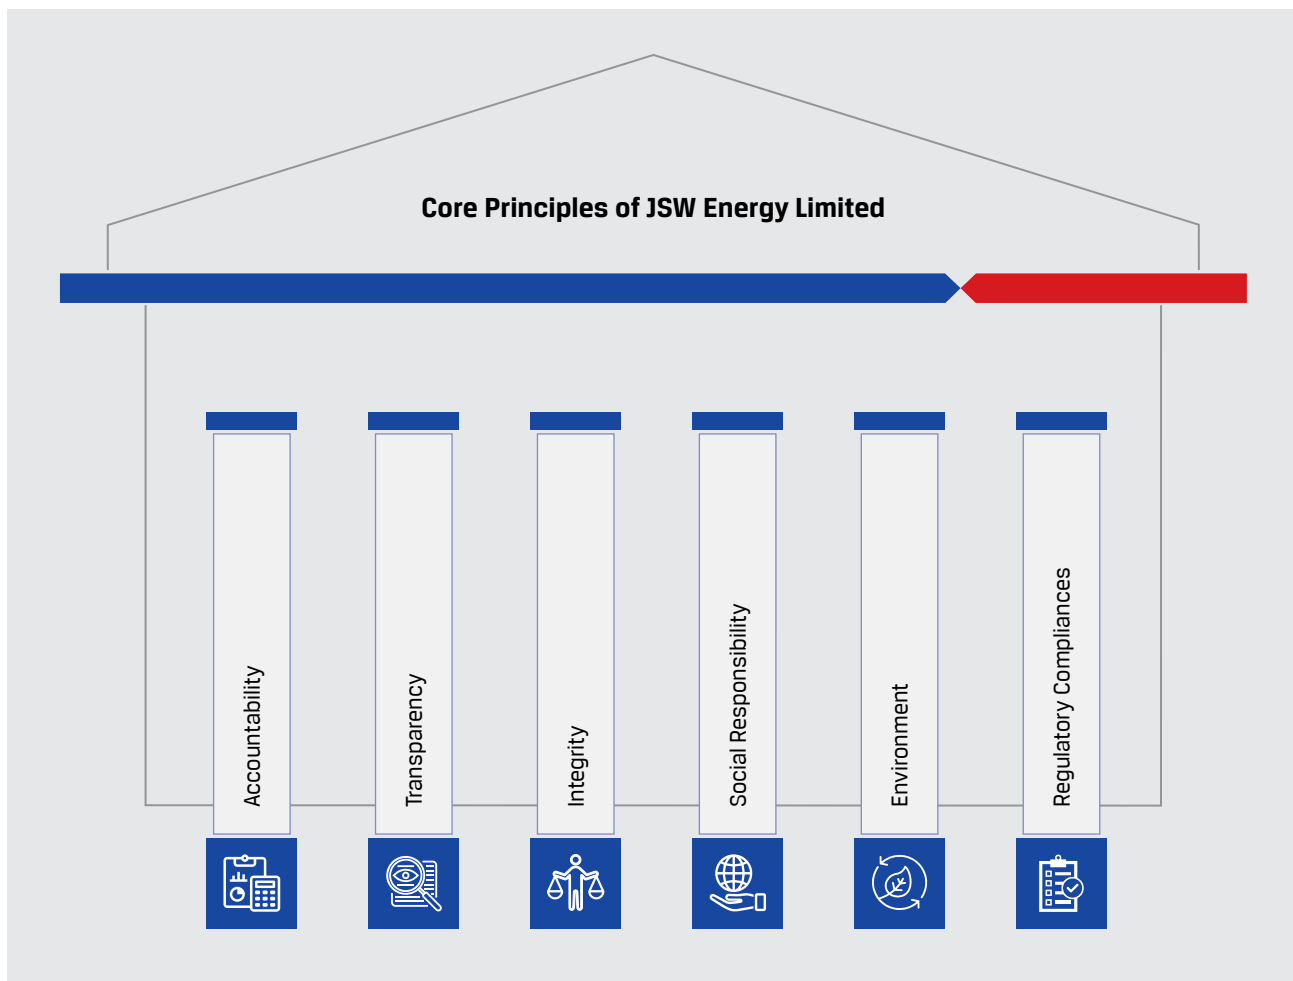 Core Principles of JSW Energy Limited
Accountability
Transparency
Integrity
Social Responsibility
Environment
Regulatory Compliances